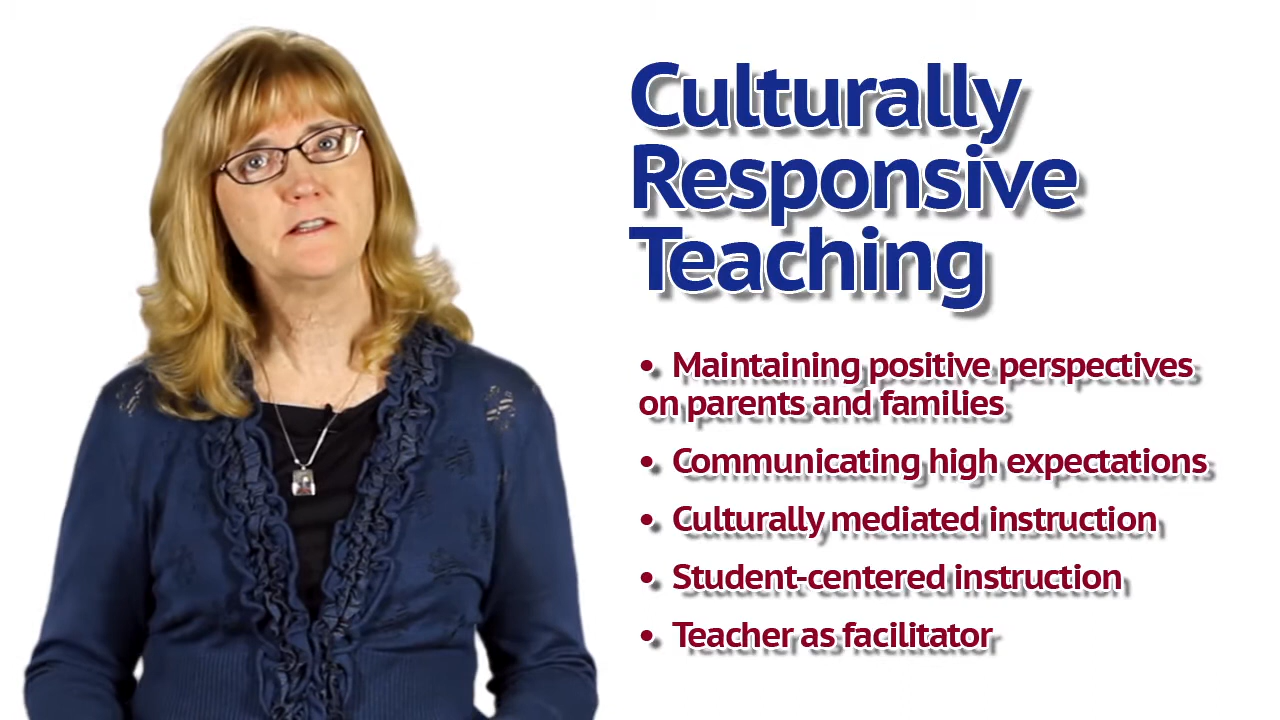 Culturally
Responsive
Teaching
• Maintaining positive perspectives
on parents and families
• Communicating high expectations
• Culturally mediated instruction
• Student-centered instruction
• Teacher as facilitator